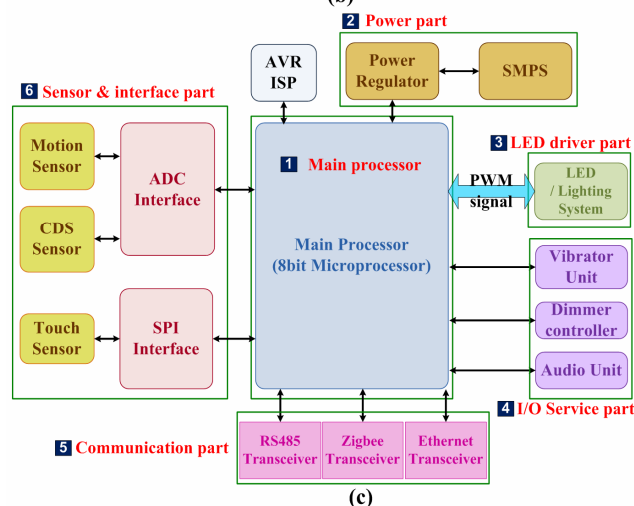 (b)
2 Power part
AVR
ISP
Power
Regulator
SMPS
6 Sensor & interface part
Motion
Sensor
ADC
Interface
CDS
Sensor
Touch
Sensor
SPI
Interface
1 Main processor
Main Processor
(8bit Microprocessor)
3 LED driver part
PWM
signal
LED
/ Lighting
System
Vibrator
Unit
Dimmer
controller
Audio Unit
4 I/O Service part
5 Communication part
RS485
Transceiver
Zigbee
Transceiver
Ethernet
Transceiver
(c)